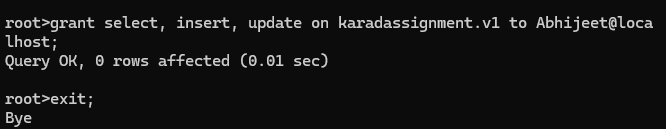 root>grant select, insert, update on karadassignment.v1 to Abhijeet@loca
lhost;
Query OK, 0 rows affected (0.01 sec)
root>exit;
Bye